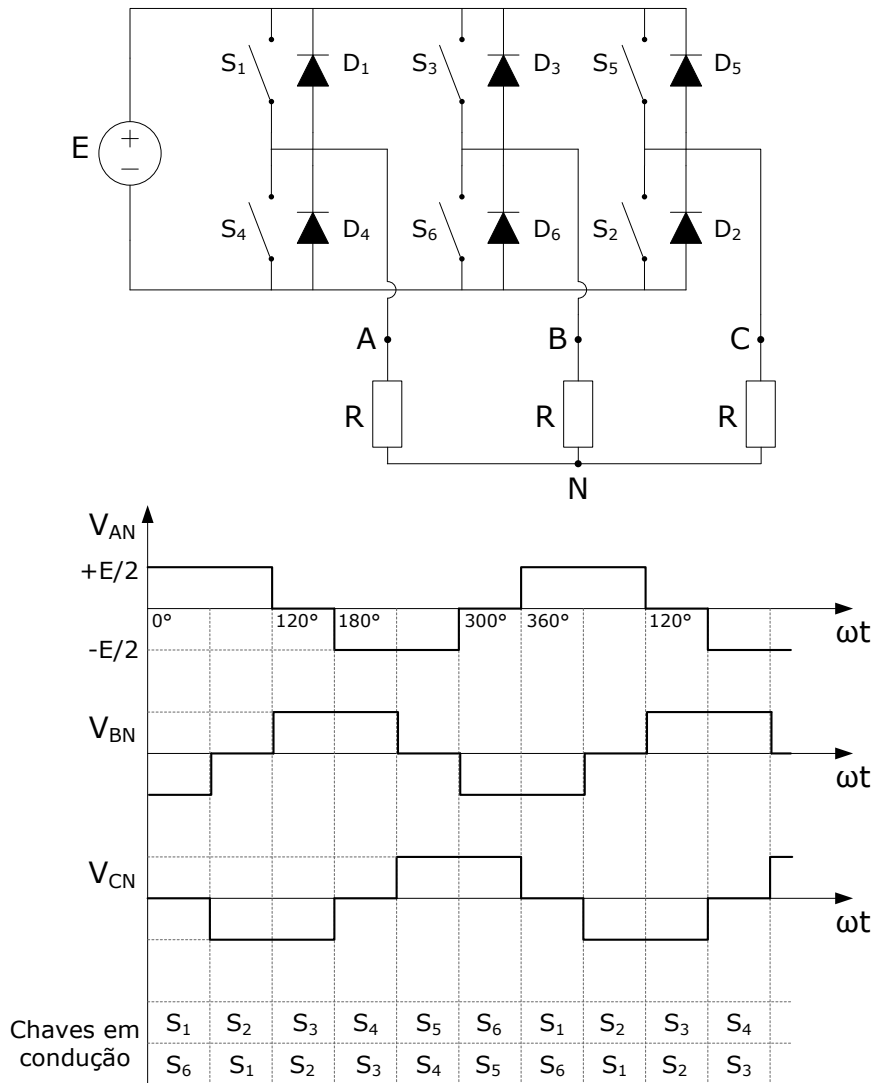 S1 D1 S3 D3 S5 D5
E + −
S4 D4 S6 D6 S2 D2
A B C
R R R
N
VAN
+E/2
0° 120° 180° 300° 360° 120° ωt
-E/2
VBN
ωt
VCN
ωt
Chaves em condução
S1 S2 S3 S4 S5 S6 S1 S2 S3 S4
S6 S1 S2 S3 S4 S5 S6 S1 S2 S3